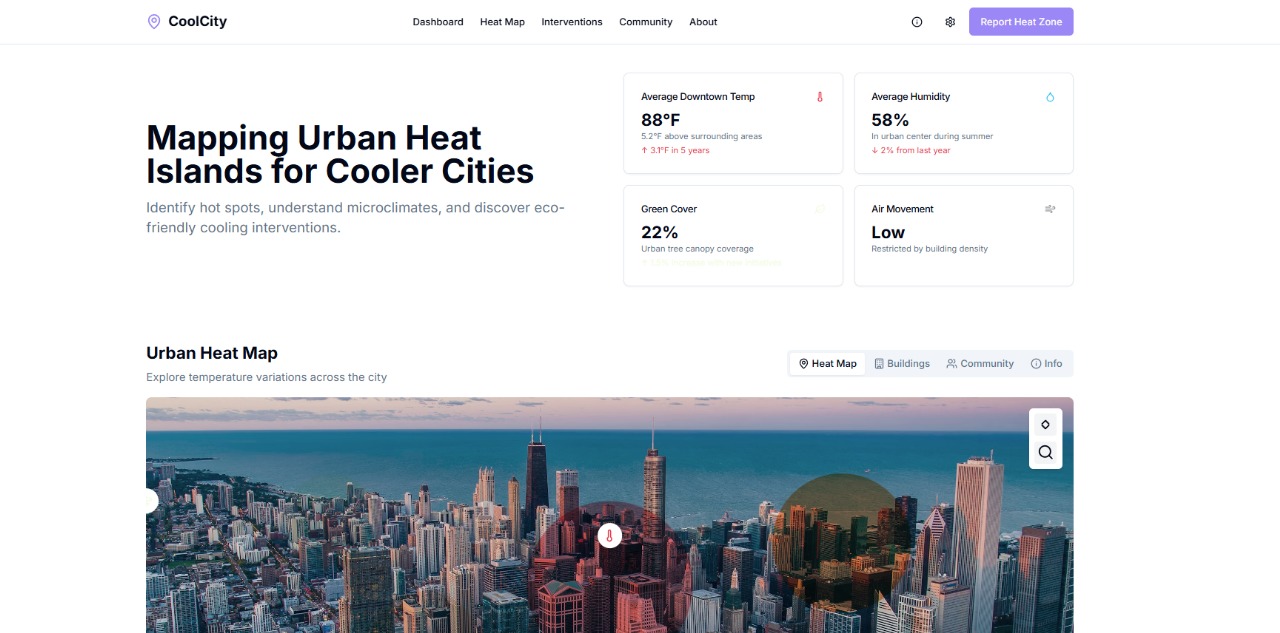 CoolCity
Dashboard
Heat Map
Interventions
Community
About
Report Heat Zone
Mapping Urban Heat
Islands for Cooler Cities
Identify hot spots, understand microclimates, and discover eco-
friendly cooling interventions.
Average Downtown Temp
88°F
5.2°F above surrounding areas
↑ 3.1°F in 5 years
Average Humidity
58%
In urban center during summer
↓ 2% from last year
Green Cover
22%
Urban tree canopy coverage
Air Movement
Low
Restricted by building density
Urban Heat Map
Explore temperature variations across the city
Heat Map
Buildings
Community
Info